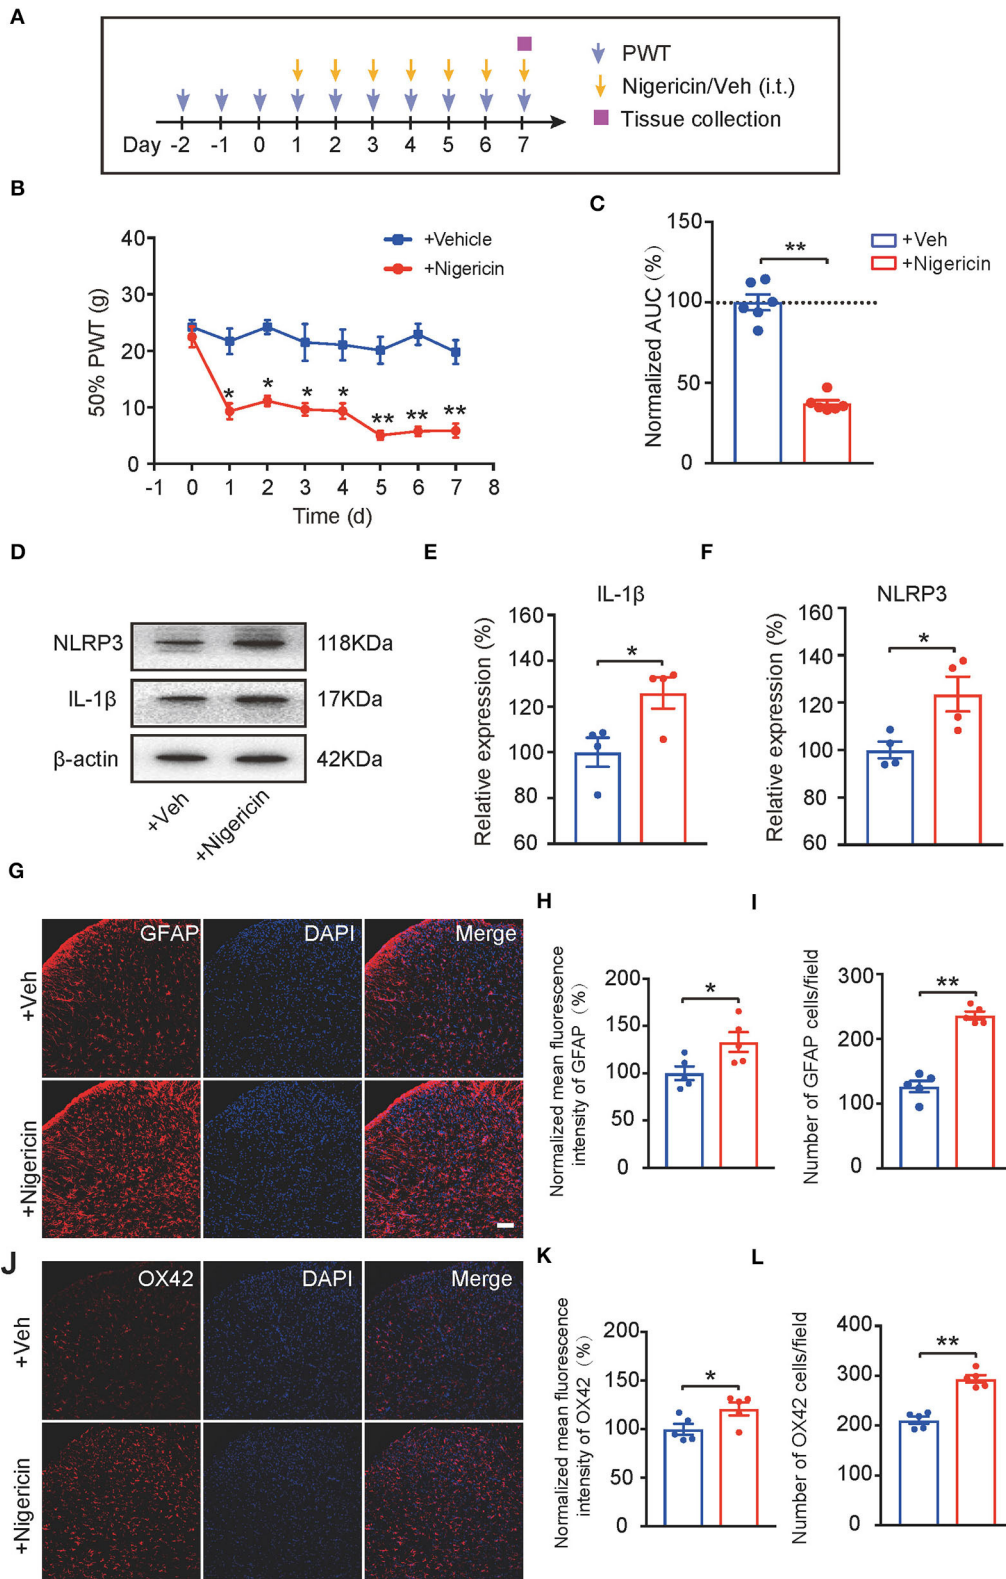 A
PWT
Nigericin/Veh (i.t.)
Tissue collection
Day -2 -1 0 1 2 3 4 5 6 7
B
40
30
20
10
0
50% PWT (g)
+Vehicle
+Nigericin
* * * * ** ** **
-1 0 1 2 3 4 5 6 7 8
Time (d)
C
150
100
50
0
Normalized AUC (%)
**
+Veh
+Nigericin
D
NLRP3 118KDa
IL-1β 17KDa
β-actin 42KDa
+Veh
+Nigericin
E
IL-1β
160
140
120
100
80
60
Relative expression (%)
*
F
NLRP3
160
140
120
100
80
60
Relative expression (%)
*
G
GFAP DAPI Merge
+Veh
+Nigericin
H
200
150
100
50
0
Normalized mean fluorescence
intensity of GFAP (%)
*
I
300
200
100
0
Number of GFAP cells/field
**
J
OX42 DAPI Merge
+Veh
+Nigericin
K
200
150
100
50
0
Normalized mean fluorescence
intensity of OX42 (%)
*
L
400
300
200
100
0
Number of OX42 cells/field
**